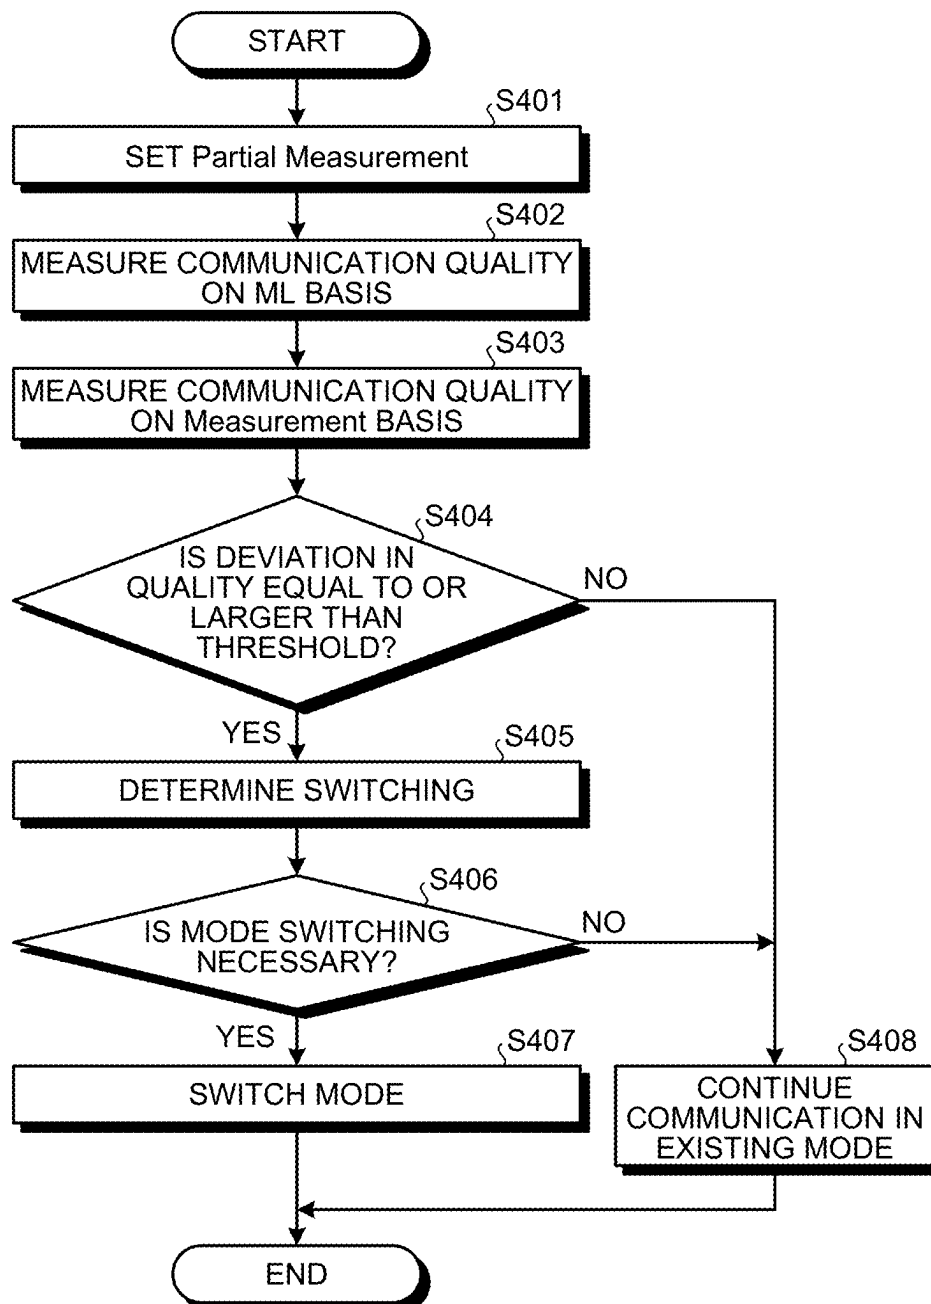 START
S401
SET Partial Measurement
S402
MEASURE COMMUNICATION QUALITY
ON ML BASIS
S403
MEASURE COMMUNICATION QUALITY
ON Measurement BASIS
S404
IS DEVIATION IN
QUALITY EQUAL TO OR
LARGER THAN
THRESHOLD?
NO
YES
S405
DETERMINE SWITCHING
S406
IS MODE SWITCHING
NECESSARY?
NO
YES
S407
SWITCH MODE
S408
CONTINUE
COMMUNICATION IN
EXISTING MODE
END